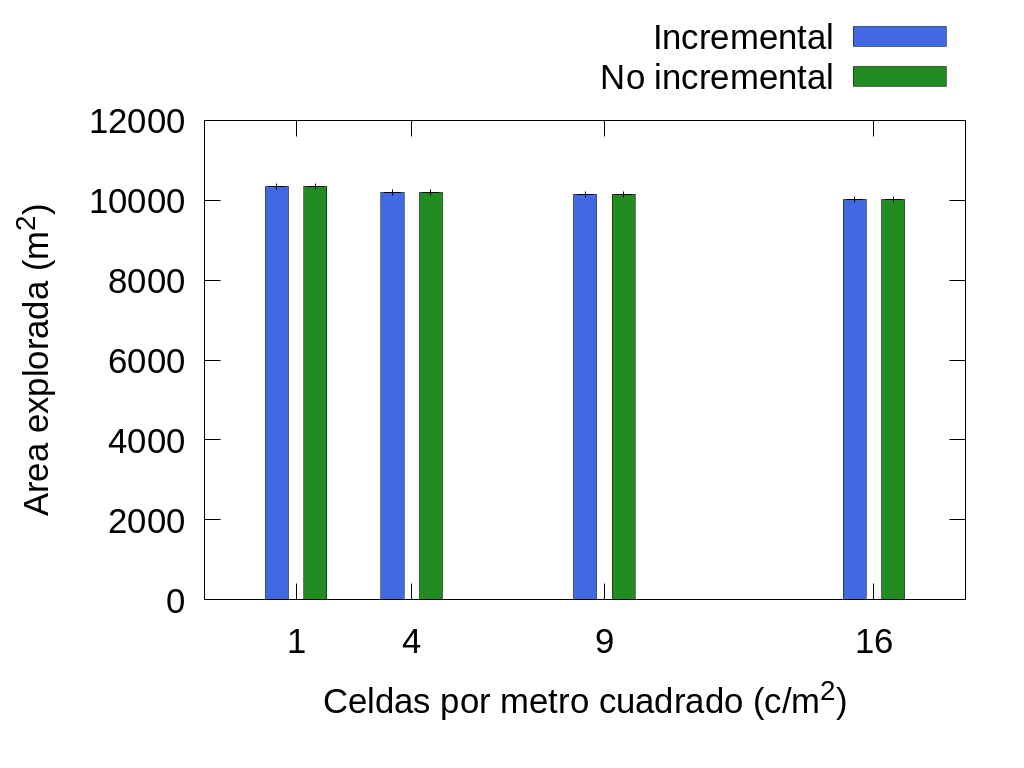 Incremental
No incremental
12000
10000
8000
6000
4000
2000
0
Area explorada (m²)
1 4 9 16
Celdas por metro cuadrado (c/m²)